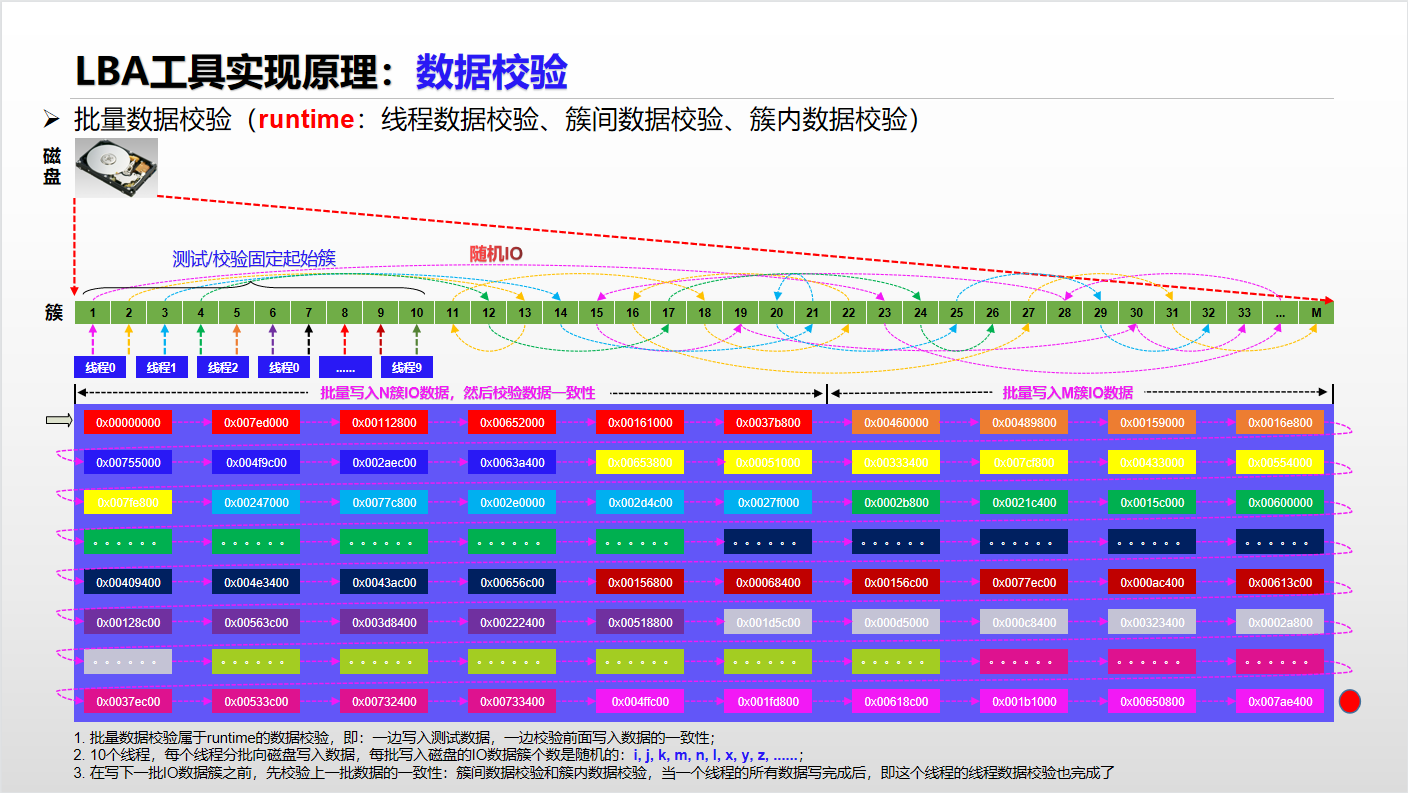 LBA工具实现原理：数据校验
批量数据校验（runtime：线程数据校验、簇间数据校验、簇内数据校验）
磁盘
测试/校验固定起始簇
随机IO
簇 1 2 3 4 5 6 7 8 9 10 11 12 13 14 15 16 17 18 19 20 21 22 23 24 25 26 27 28 29 30 31 32 33 ... M
线程0 线程1 线程2 线程0 ...... 线程9
批量写入N簇IO数据，然后校验数据一致性 批量写入M簇IO数据
0x00000000 0x007ed000 0x00112800 0x00652000 0x00161000 0x0037b800 0x00460000 0x00489800 0x00159000 0x0016e800
0x00755000 0x004f9c00 0x002aec00 0x0063a400 0x00653800 0x00051000 0x00333400 0x007cf800 0x00433000 0x00554000
0x007fe800 0x00247000 0x0077c800 0x002e0000 0x002d4c00 0x0027f000 0x0002b800 0x0021c400 0x0015c000 0x00600000
。。。。。。 。。。。。。 。。。。。。 。。。。。。 。。。。。。 。。。。。。 。。。。。。 。。。。。。 。。。。。。 。。。。。。
0x00409400 0x004e3400 0x0043ac00 0x00656c00 0x00156800 0x00068400 0x00156c00 0x0077ec00 0x000ac400 0x00613c00
0x00128c00 0x00563c00 0x003d8400 0x00222400 0x00518800 0x001d5c00 0x000d5000 0x000c8400 0x00323400 0x0002a800
。。。。。。 。。。。。。 。。。。。。 。。。。。。 。。。。。。 。。。。。。 。。。。。。 。。。。。。 。。。。。。 。。。。。。
0x0037ec00 0x00533c00 0x00732400 0x00733400 0x004ffc00 0x001fd800 0x00618c00 0x001b1000 0x00650800 0x007ae400
1. 批量数据校验属于runtime的数据校验，即：一边写入测试数据，一边校验前面写入数据的一致性；
2. 10个线程，每个线程分批向磁盘写入数据，每批写入磁盘的IO数据簇个数是随机的：i, j, k, m, n, l, x, y, z, ......；
3. 在写下一批IO数据簇之前，先校验上一批数据的一致性：簇间数据校验和簇内数据校验，当一个线程的所有数据写完成后，即这个线程的线程数据校验也完成了